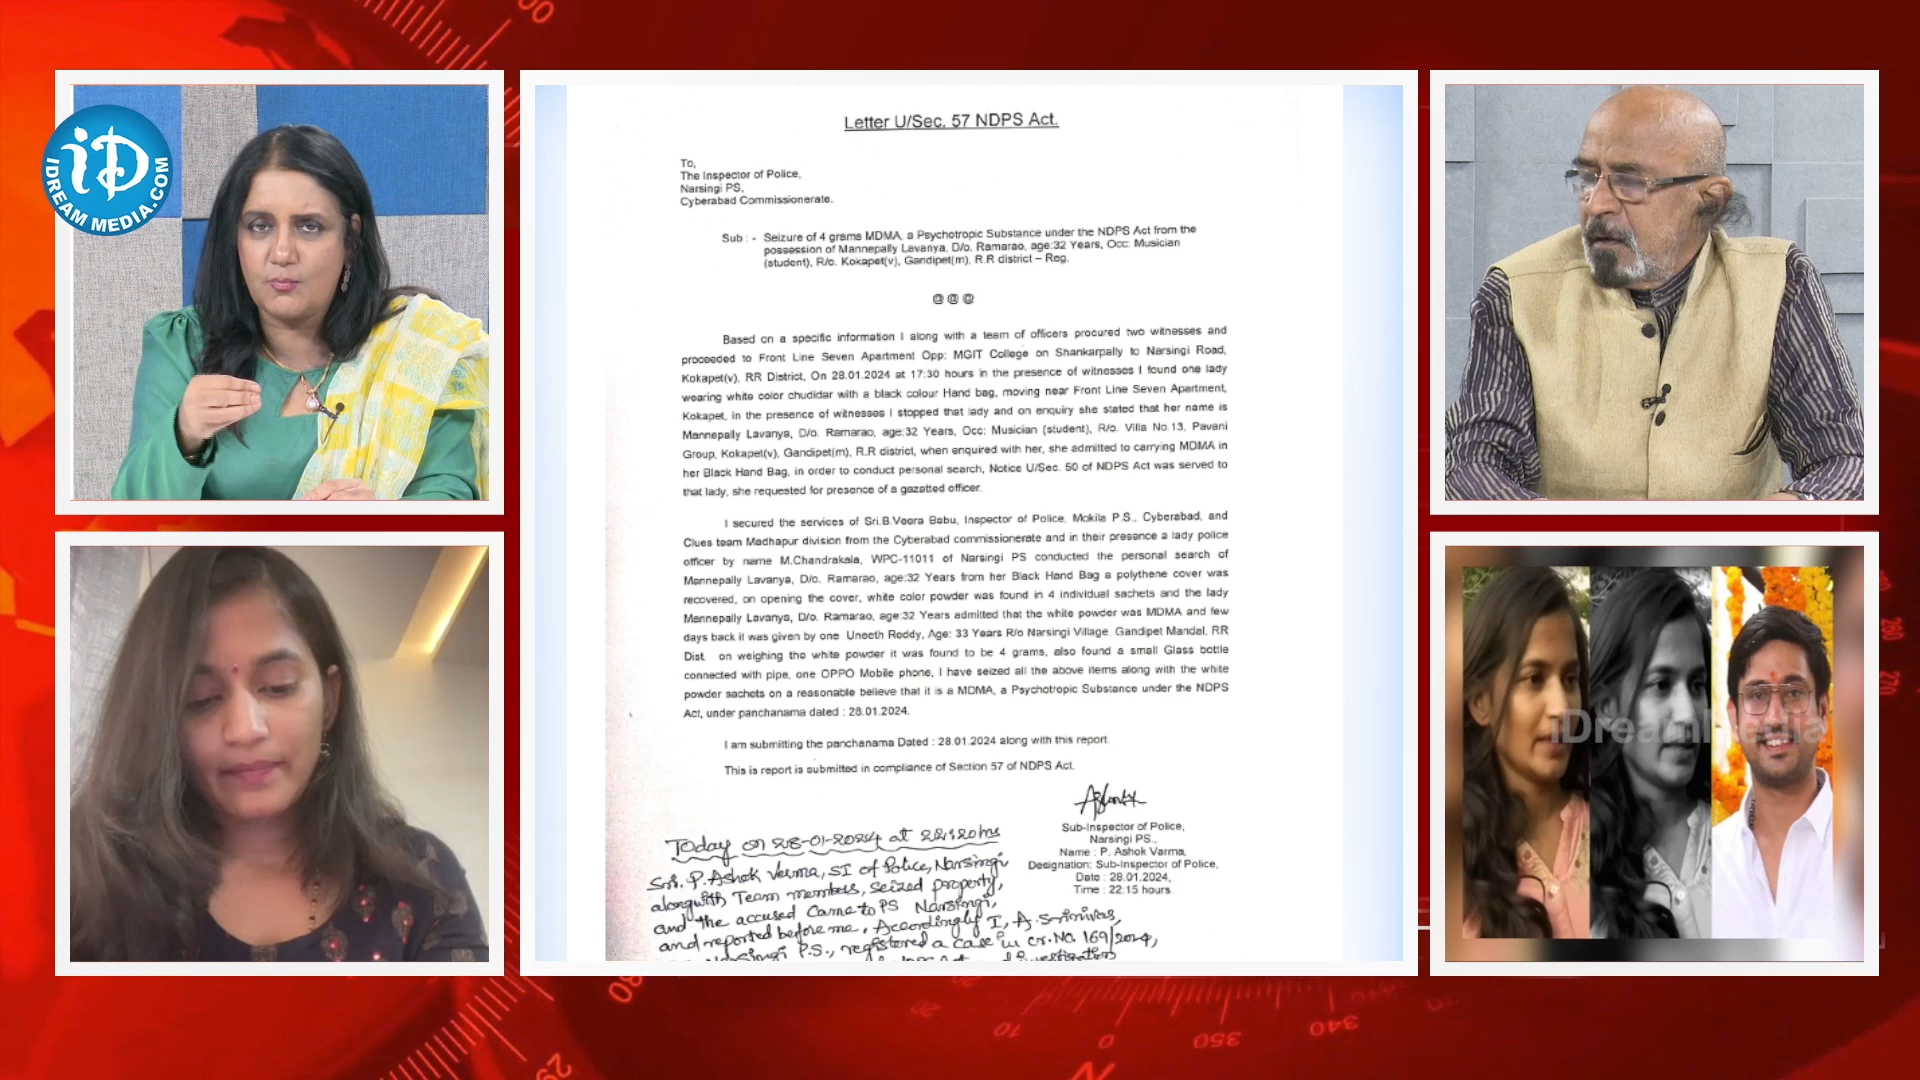 iD
IDREAM MEDIA.COM
Letter U/Sec. 57 NDPS Act.
To,
The Inspector of Police,
Narsingi PS,
Cyberabad Commissionerate.
Sub : - Seizure of 4 grams MDMA, a Psychotropic Substance under the NDPS Act from the
possession of Mannepally Lavanya, D/o. Ramarao, age:32 Years, Occ: Musician
(student), R/o. Kokapet(v), Gandipet(m), R.R district – Reg.
@@@
Based on a specific information I along with a team of officers procured two witnesses and
proceeded to Front Line Seven Apartment Opp: MGIT College on Shankarpally to Narsingi Road,
Kokapet(v), RR District, On 28.01.2024 at 17:30 hours in the presence of witnesses I found one lady
wearing white color chudidar with a black colour Hand bag, moving near Front Line Seven Apartment,
Kokapet, in the presence of witnesses I stopped that lady and on enquiry she stated that her name is
Mannepally Lavanya, D/o. Ramarao, age:32 Years, Occ: Musician (student), R/o. Villa No.13, Pavani
Group, Kokapet(v), Gandipet(m), R.R district, when enquired with her, she admitted to carrying MDMA in
her Black Hand Bag, in order to conduct personal search, Notice U/Sec. 50 of NDPS Act was served to
that lady, she requested for presence of a gazatted officer.
I secured the services of Sri.B.Veera Babu, Inspector of Police, Mokila P.S., Cyberabad, and
Clues team Madhapur division from the Cyberabad commissionerate and in their presence a lady police
officer by name M.Chandrakala, WPC-11011 of Narsingi PS conducted the personal search of
Mannepally Lavanya, D/o. Ramarao, age:32 Years from her Black Hand Bag a polythene cover was
recovered, on opening the cover, white color powder was found in 4 individual sachets and the lady
Mannepally Lavanya, D/o. Ramarao, age:32 Years admitted that the white powder was MDMA and few
days back it was given by one Uneeth Reddy, Age: 33 Years R/o Narsingi Village, Gandipet Mandal, RR
Dist. on weighing the white powder it was found to be 4 grams, also found a small Glass bottle
connected with pipe, one OPPO Mobile phone, I have seized all the above items along with the white
powder sachets on a reasonable believe that it is a MDMA, a Psychotropic Substance under the NDPS
Act, under panchanama dated : 28.01.2024.
I am submitting the panchanama Dated : 28.01.2024 along with this report.
This is report is submitted in compliance of Section 57 of NDPS Act.
Sub-Inspector of Police,
Narsingi PS.,
Name : P. Ashok Varma,
Designation: Sub-Inspector of Police,
Date : 28.01.2024,
Time : 22:15 hours.
Today on 28-01-2024 at 22:20 hrs
Sri. P. Ashok Verma, SI of Police, Narsingi
alongwith Team members, seized property,
and the accused came to PS Narsingi,
and reported before me. Accordingly I, A. Srinivas,
Narsingi P.S., registered a case in cr.No. 169/2024,
and investigation
iDreamMedia
00
80
290
10
0
350
340
20
260
270
N